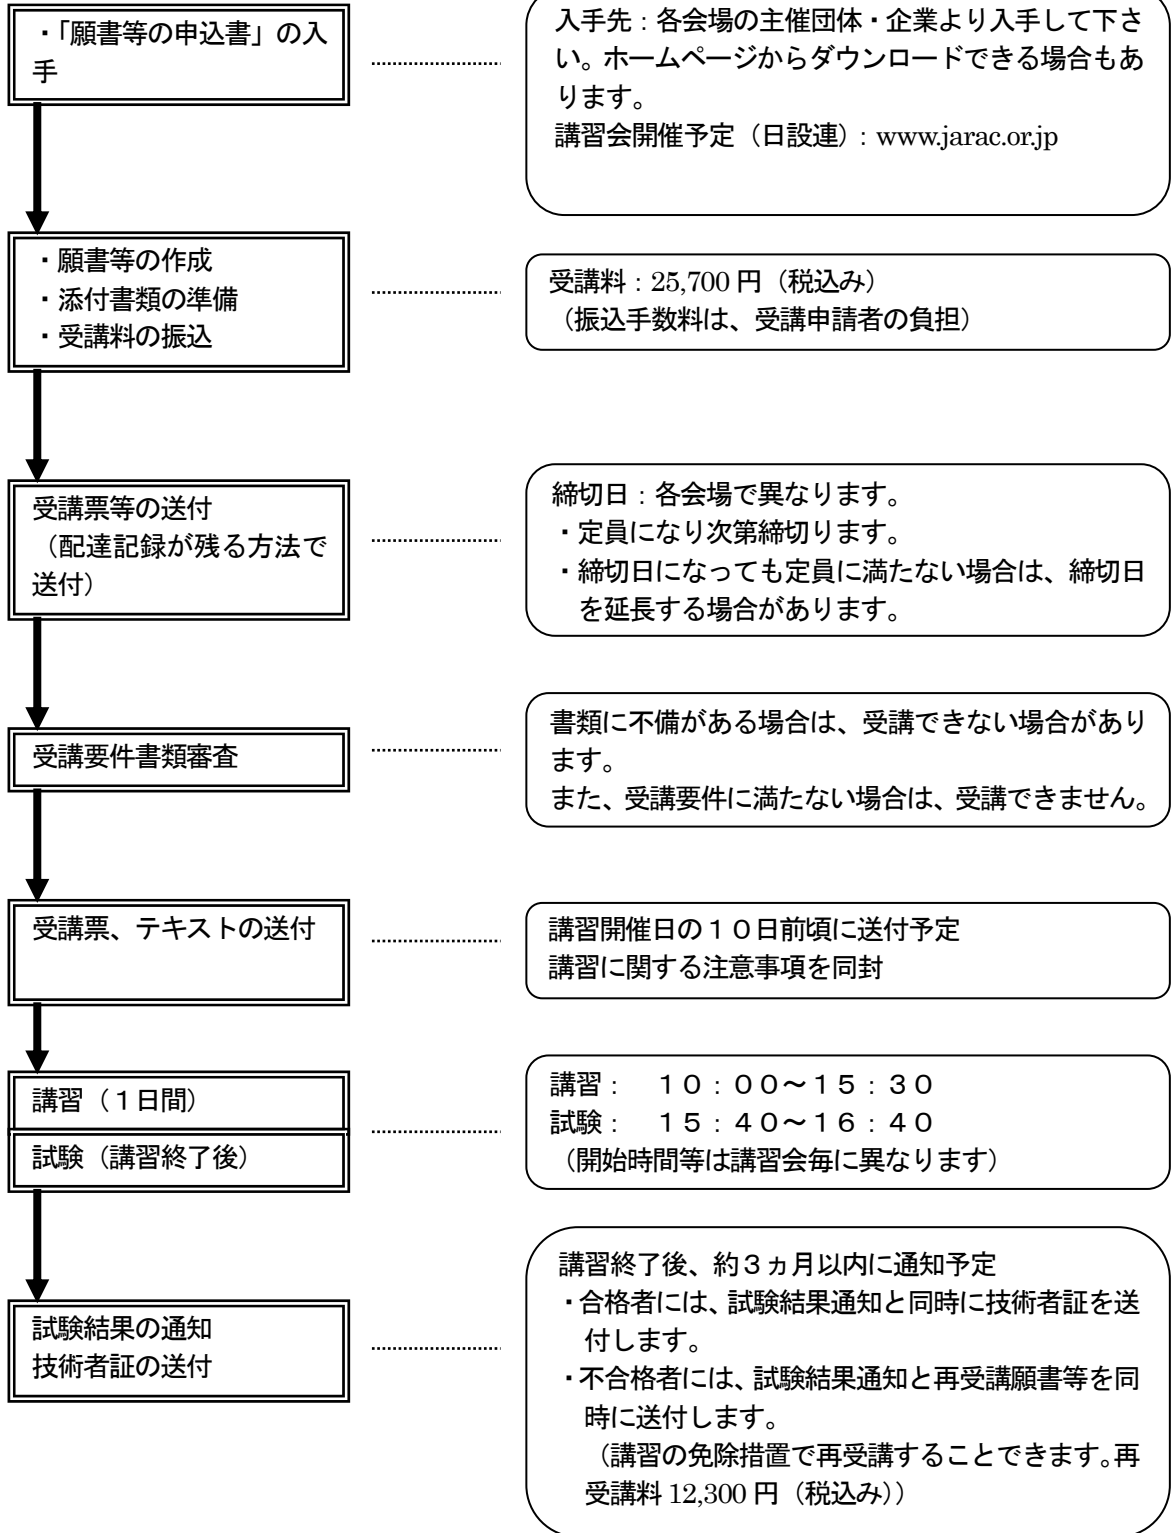 ・「願書等の申込書」の入
手
入手先：各会場の主催団体・企業より入手して下さ
い。ホームページからダウンロードできる場合もあ
ります。
講習会開催予定（日設連）：www.jarac.or.jp
・願書等の作成
・添付書類の準備
・受講料の振込
受講料：25,700 円（税込み）
（振込手数料は、受講申請者の負担）
受講票等の送付
（配達記録が残る方法で
送付）
締切日：各会場で異なります。
・定員になり次第締切ります。
・締切日になっても定員に満たない場合は、締切日
を延長する場合があります。
受講要件書類審査
書類に不備がある場合は、受講できない場合があり
ます。
また、受講要件に満たない場合は、受講できません。
受講票、テキストの送付
講習開催日の１０日前頃に送付予定
講習に関する注意事項を同封
講習（１日間）
試験（講習終了後）
講習：　１０：００～１５：３０
試験：　１５：４０～１６：４０
（開始時間等は講習会毎に異なります）
試験結果の通知
技術者証の送付
講習終了後、約３ヵ月以内に通知予定
・合格者には、試験結果通知と同時に技術者証を送
付します。
・不合格者には、試験結果通知と再受講願書等を同
時に送付します。
（講習の免除措置で再受講することできます。再
受講料 12,300 円（税込み））